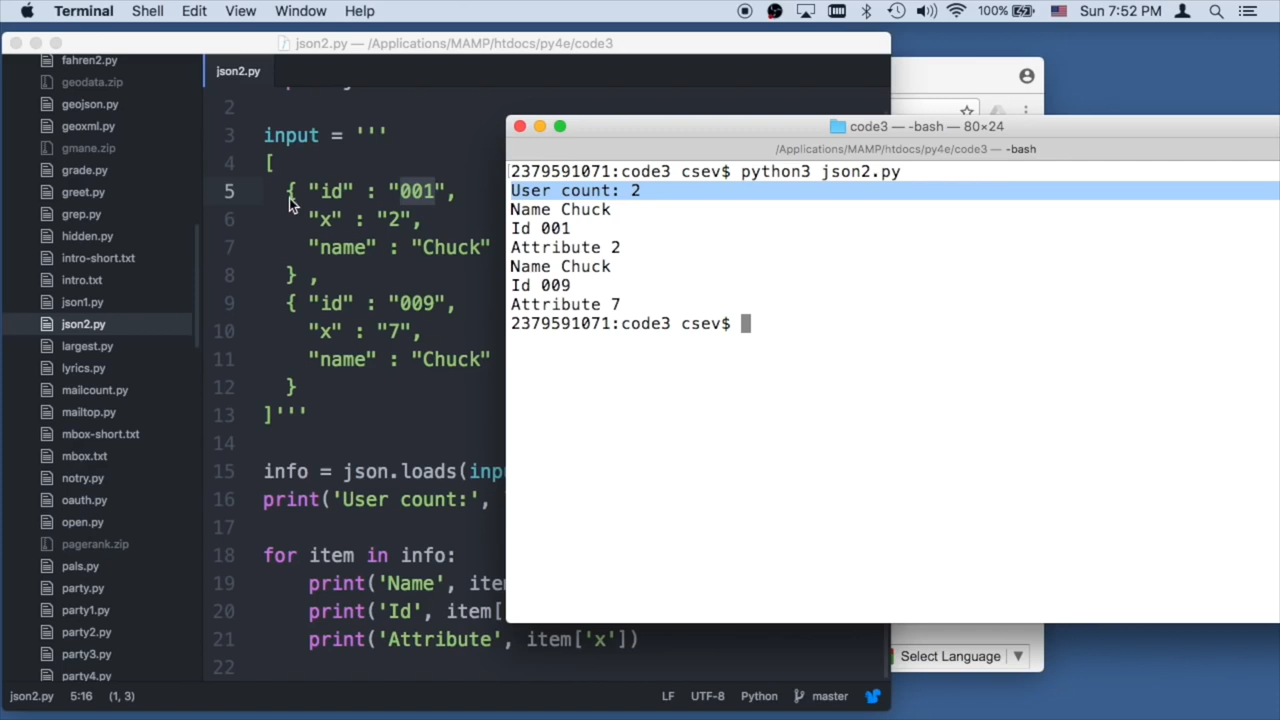 Terminal Shell Edit View Window Help 100% Sun 7:52 PM
json2.py — /Applications/MAMP/htdocs/py4e/code3
fahren2.py
geodata.zip
geojson.py
geoxml.py
gmane.zip
grade.py
greet.py
grep.py
hidden.py
intro-short.txt
intro.txt
json1.py
json2.py
largest.py
lyrics.py
mailcount.py
mailtop.py
mbox-short.txt
mbox.txt
notry.py
oauth.py
open.py
pagerank.zip
pals.py
party.py
party1.py
party2.py
party3.py
party4.py
json2.py
2
3 input = '''
4 [
5 { "id" : "001",
6 "x" : "2",
7 "name" : "Chuck"
8 } ,
9 { "id" : "009",
10 "x" : "7",
11 "name" : "Chuck"
12 }
13 ]'''
14
15 info = json.loads(inp
16 print('User count:',
17
18 for item in info:
19 print('Name', ite
20 print('Id', item[
21 print('Attribute', item['x'])
22
json2.py 5:16 (1, 3) LF UTF-8 Python master
code3 — -bash — 80×24
/Applications/MAMP/htdocs/py4e/code3 — -bash
2379591071:code3 csev$ python3 json2.py
User count: 2
Name Chuck
Id 001
Attribute 2
Name Chuck
Id 009
Attribute 7
2379591071:code3 csev$
Select Language ▼